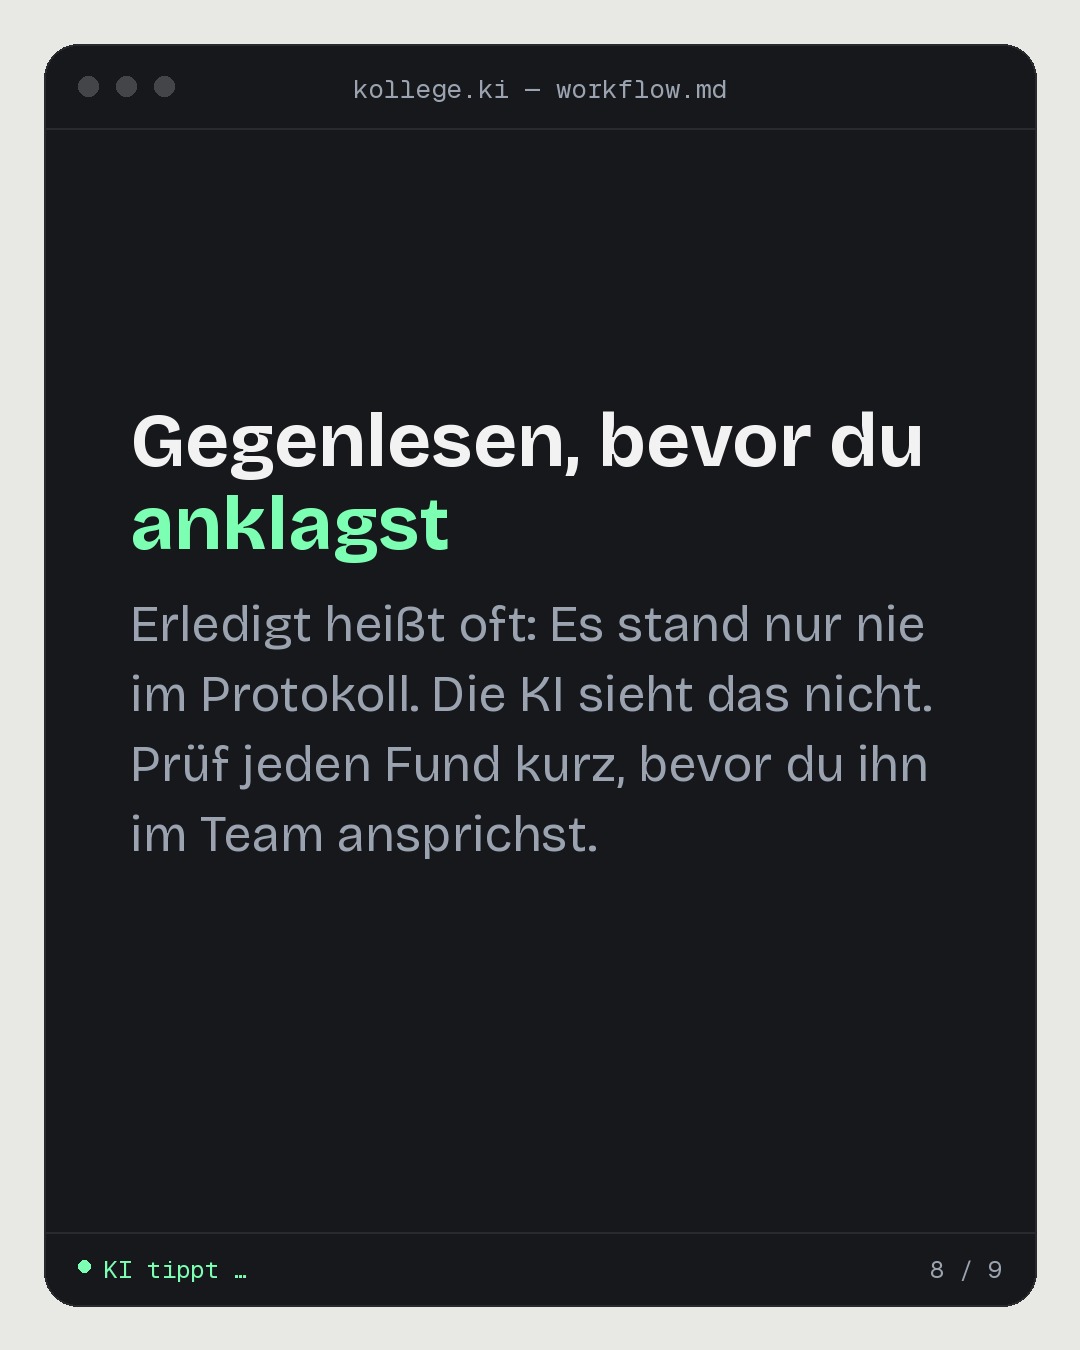 kollege.ki — workflow.md
Gegenlesen, bevor du
anklagst
Erledigt heißt oft: Es stand nur nie
im Protokoll. Die KI sieht das nicht.
Prüf jeden Fund kurz, bevor du ihn
im Team ansprichst.
KI tippt …
8 / 9